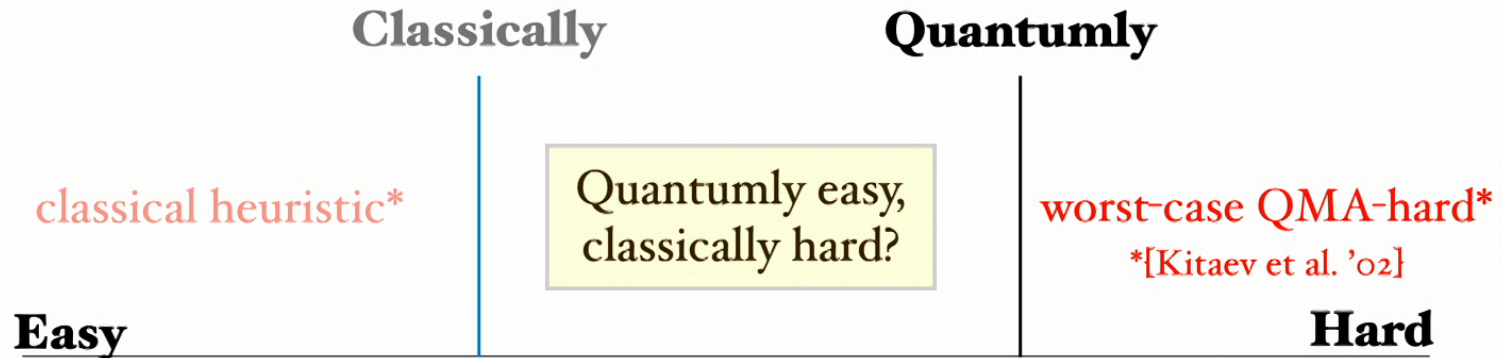 Classically
Quantumly
classical heuristic*
Quantumly easy,
classically hard?
worst-case QMA-hard*
*[Kitaev et al. ’02]
Easy
Hard